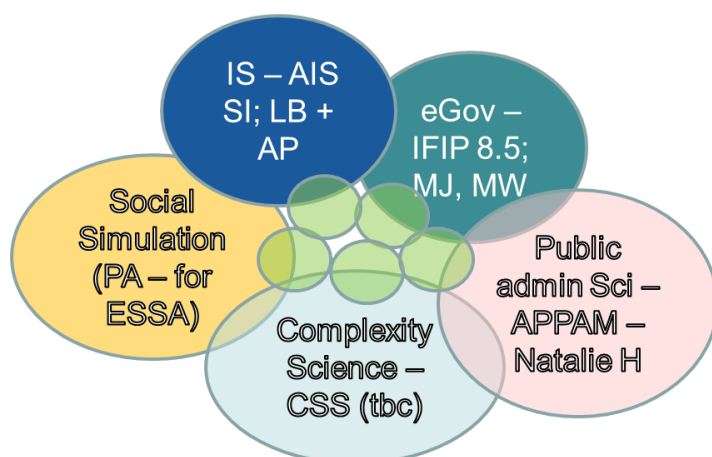 IS – AIS
SI; LB +
AP
eGov –
IFIP 8.5;
MJ, MW
Social
Simulation
(PA – for
ESSA)
Public
admin Sci –
APPAM –
Natalie H
Complexity
Science –
CSS (tbc)